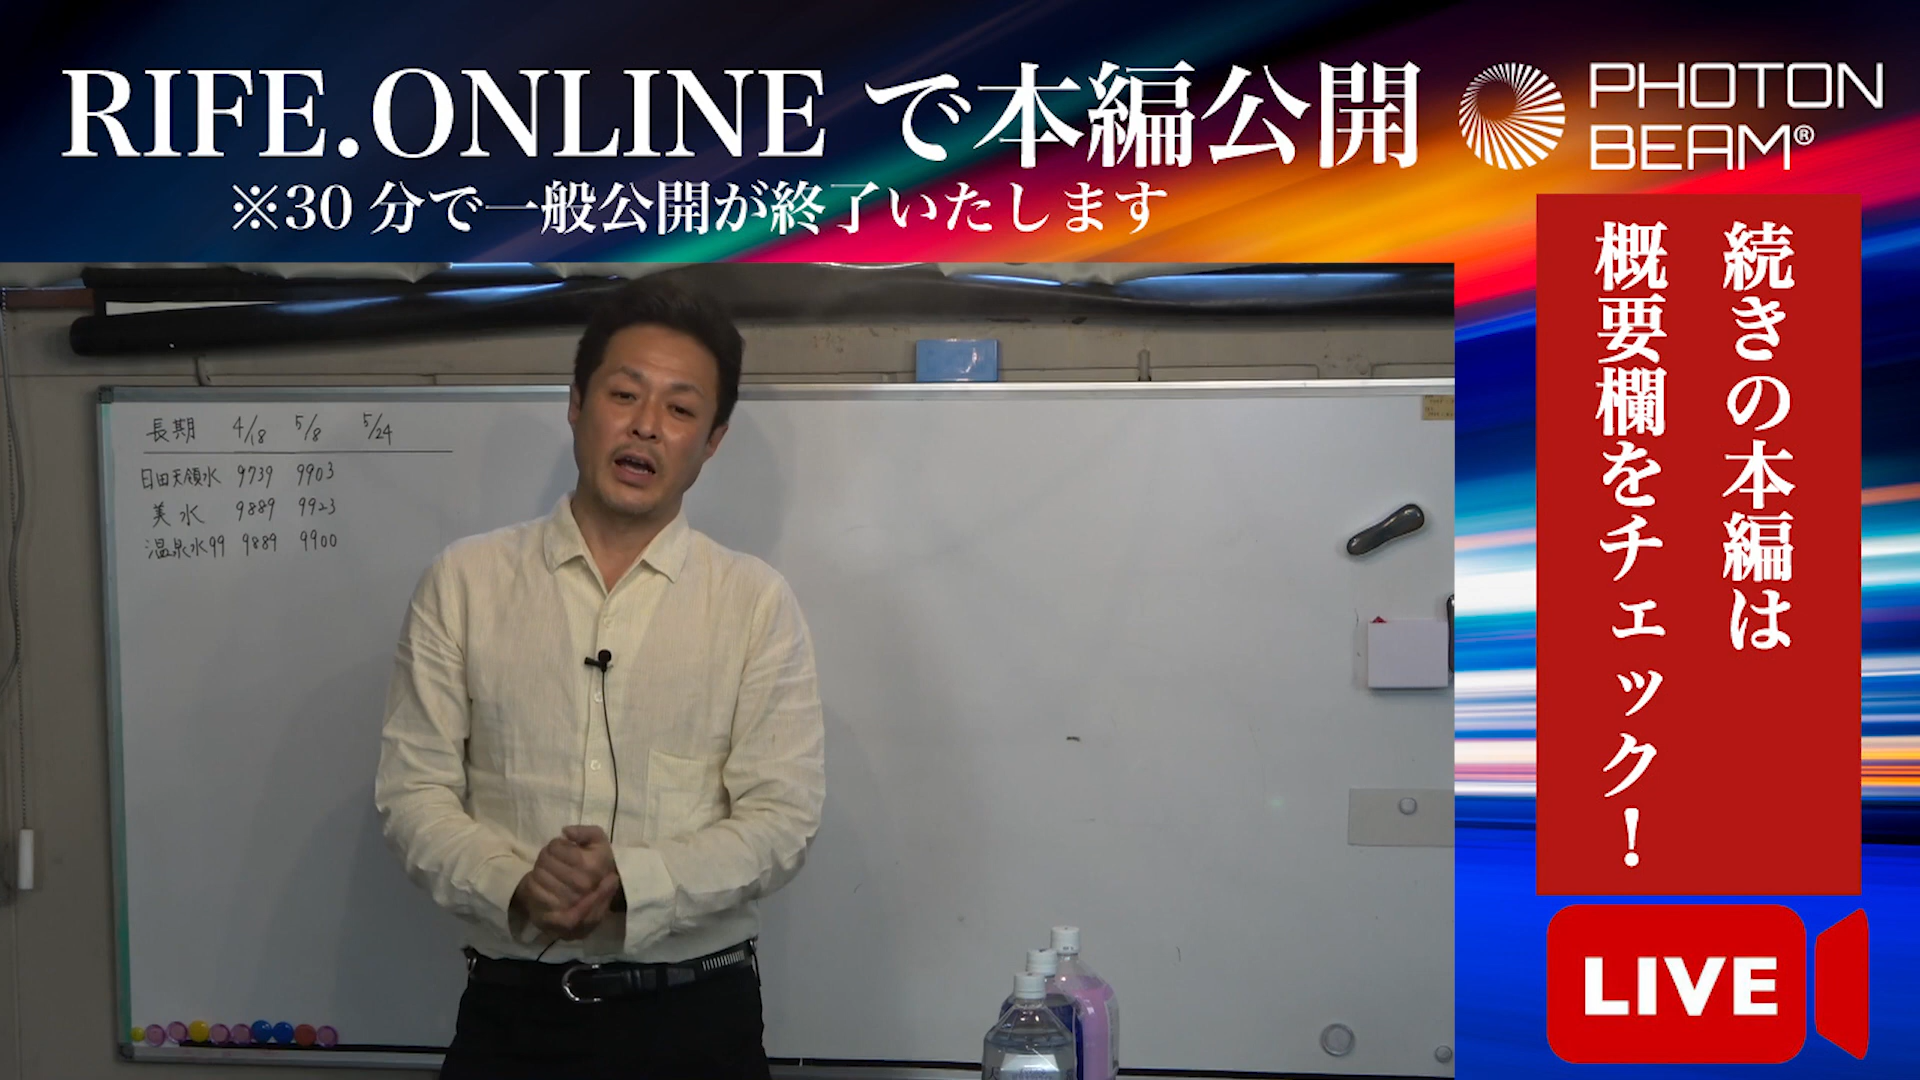 RIFE.ONLINE で本編公開
※30 分で一般公開が終了いたします
PHOTON
BEAM®
続きの本編は
概要欄をチェック！
LIVE
長期 4/18 5/8 5/24
日田天領水 9739 9903
美水 9889 9923
温泉水99 9889 9900